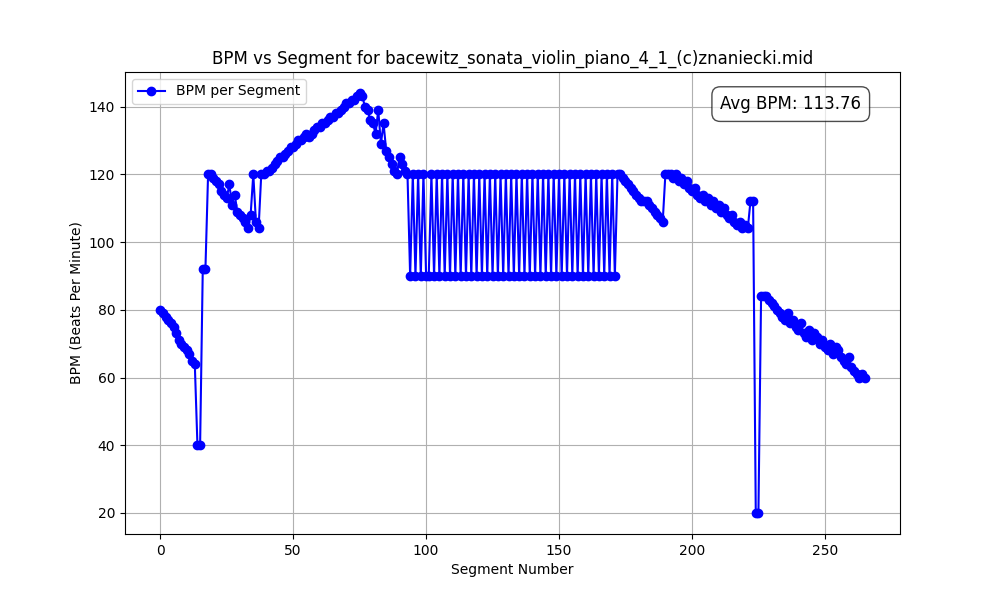 BPM vs Segment for bacewitz_sonata_violin_piano_4_1_(c)znaniecki.mid
BPM per Segment
Avg BPM: 113.76
BPM (Beats Per Minute)
140
120
100
80
60
40
20
0 50 100 150 200 250
Segment Number